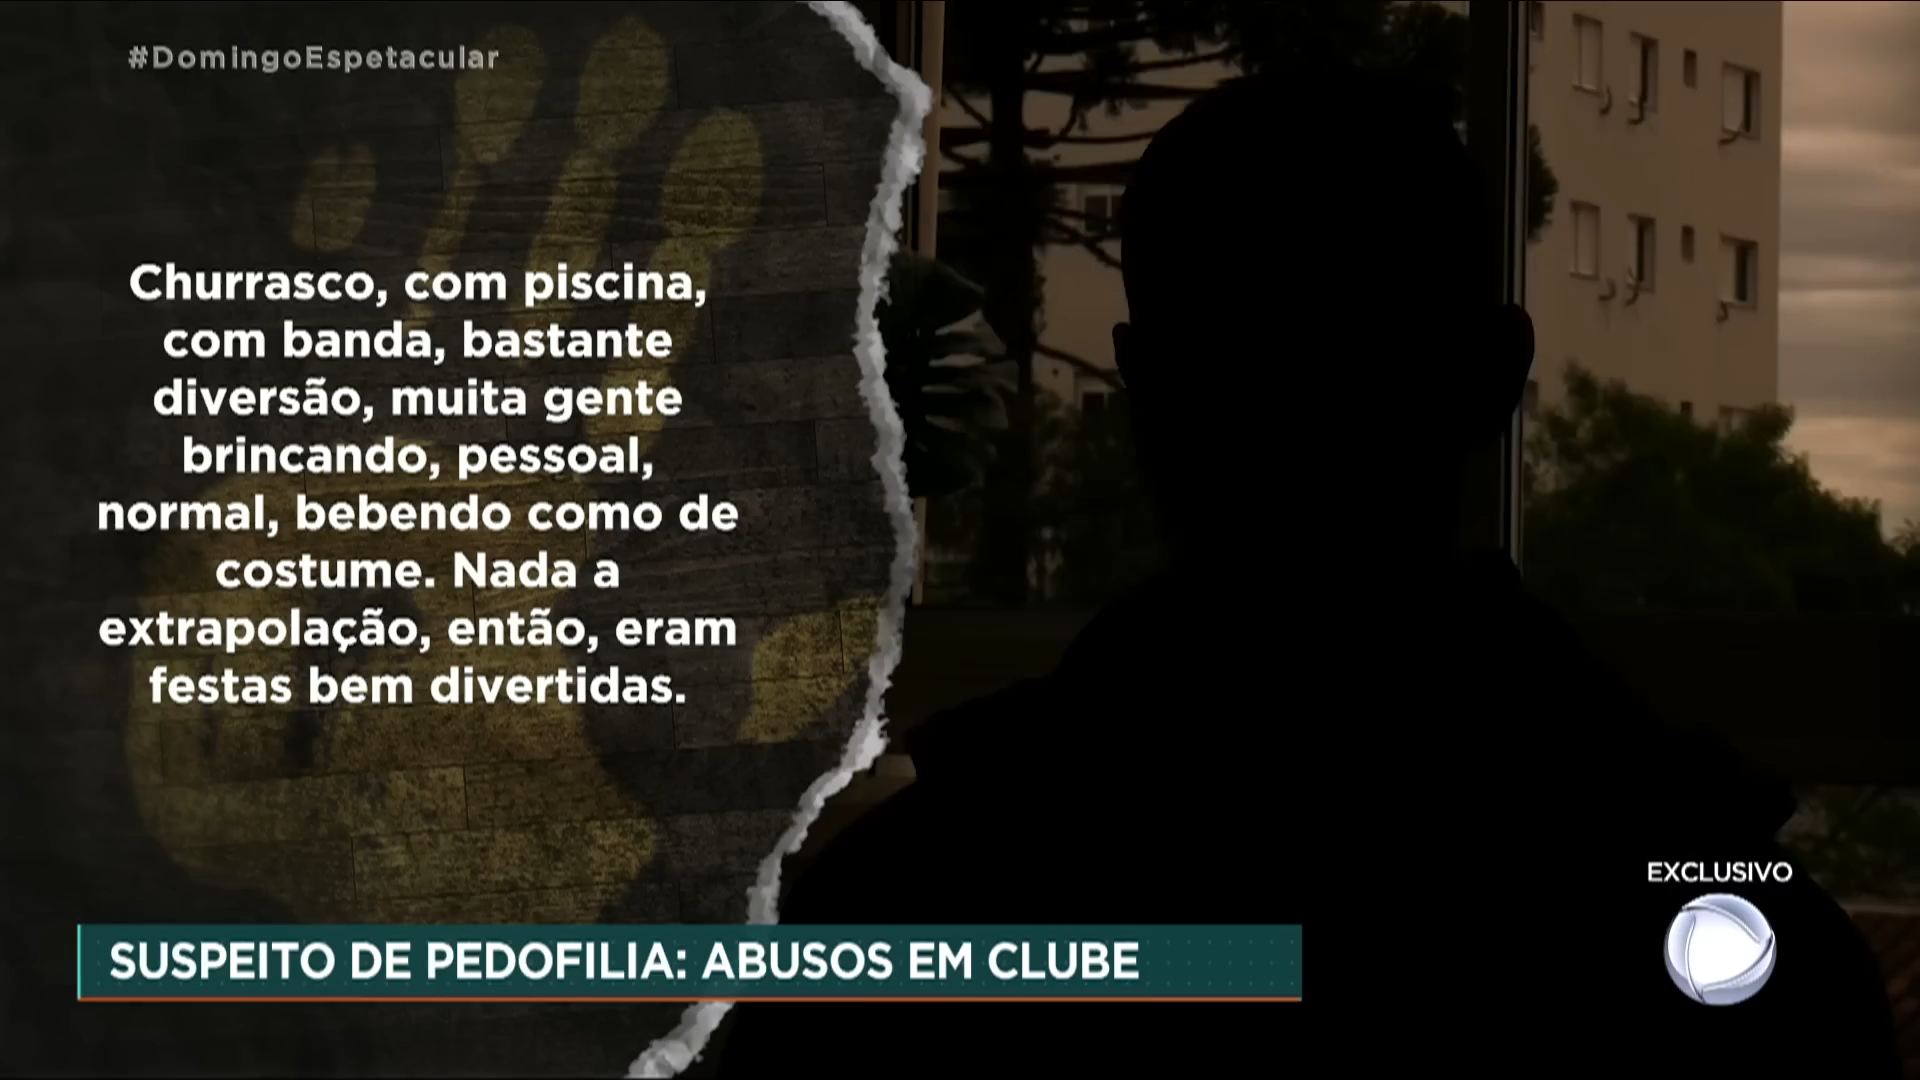 #DomingoEspetacular
Churrasco, com piscina,
com banda, bastante
diversão, muita gente
brincando, pessoal,
normal, bebendo como de
costume. Nada a
extrapolação, então, eram
festas bem divertidas.
EXCLUSIVO
SUSPEITO DE PEDOFILIA: ABUSOS EM CLUBE